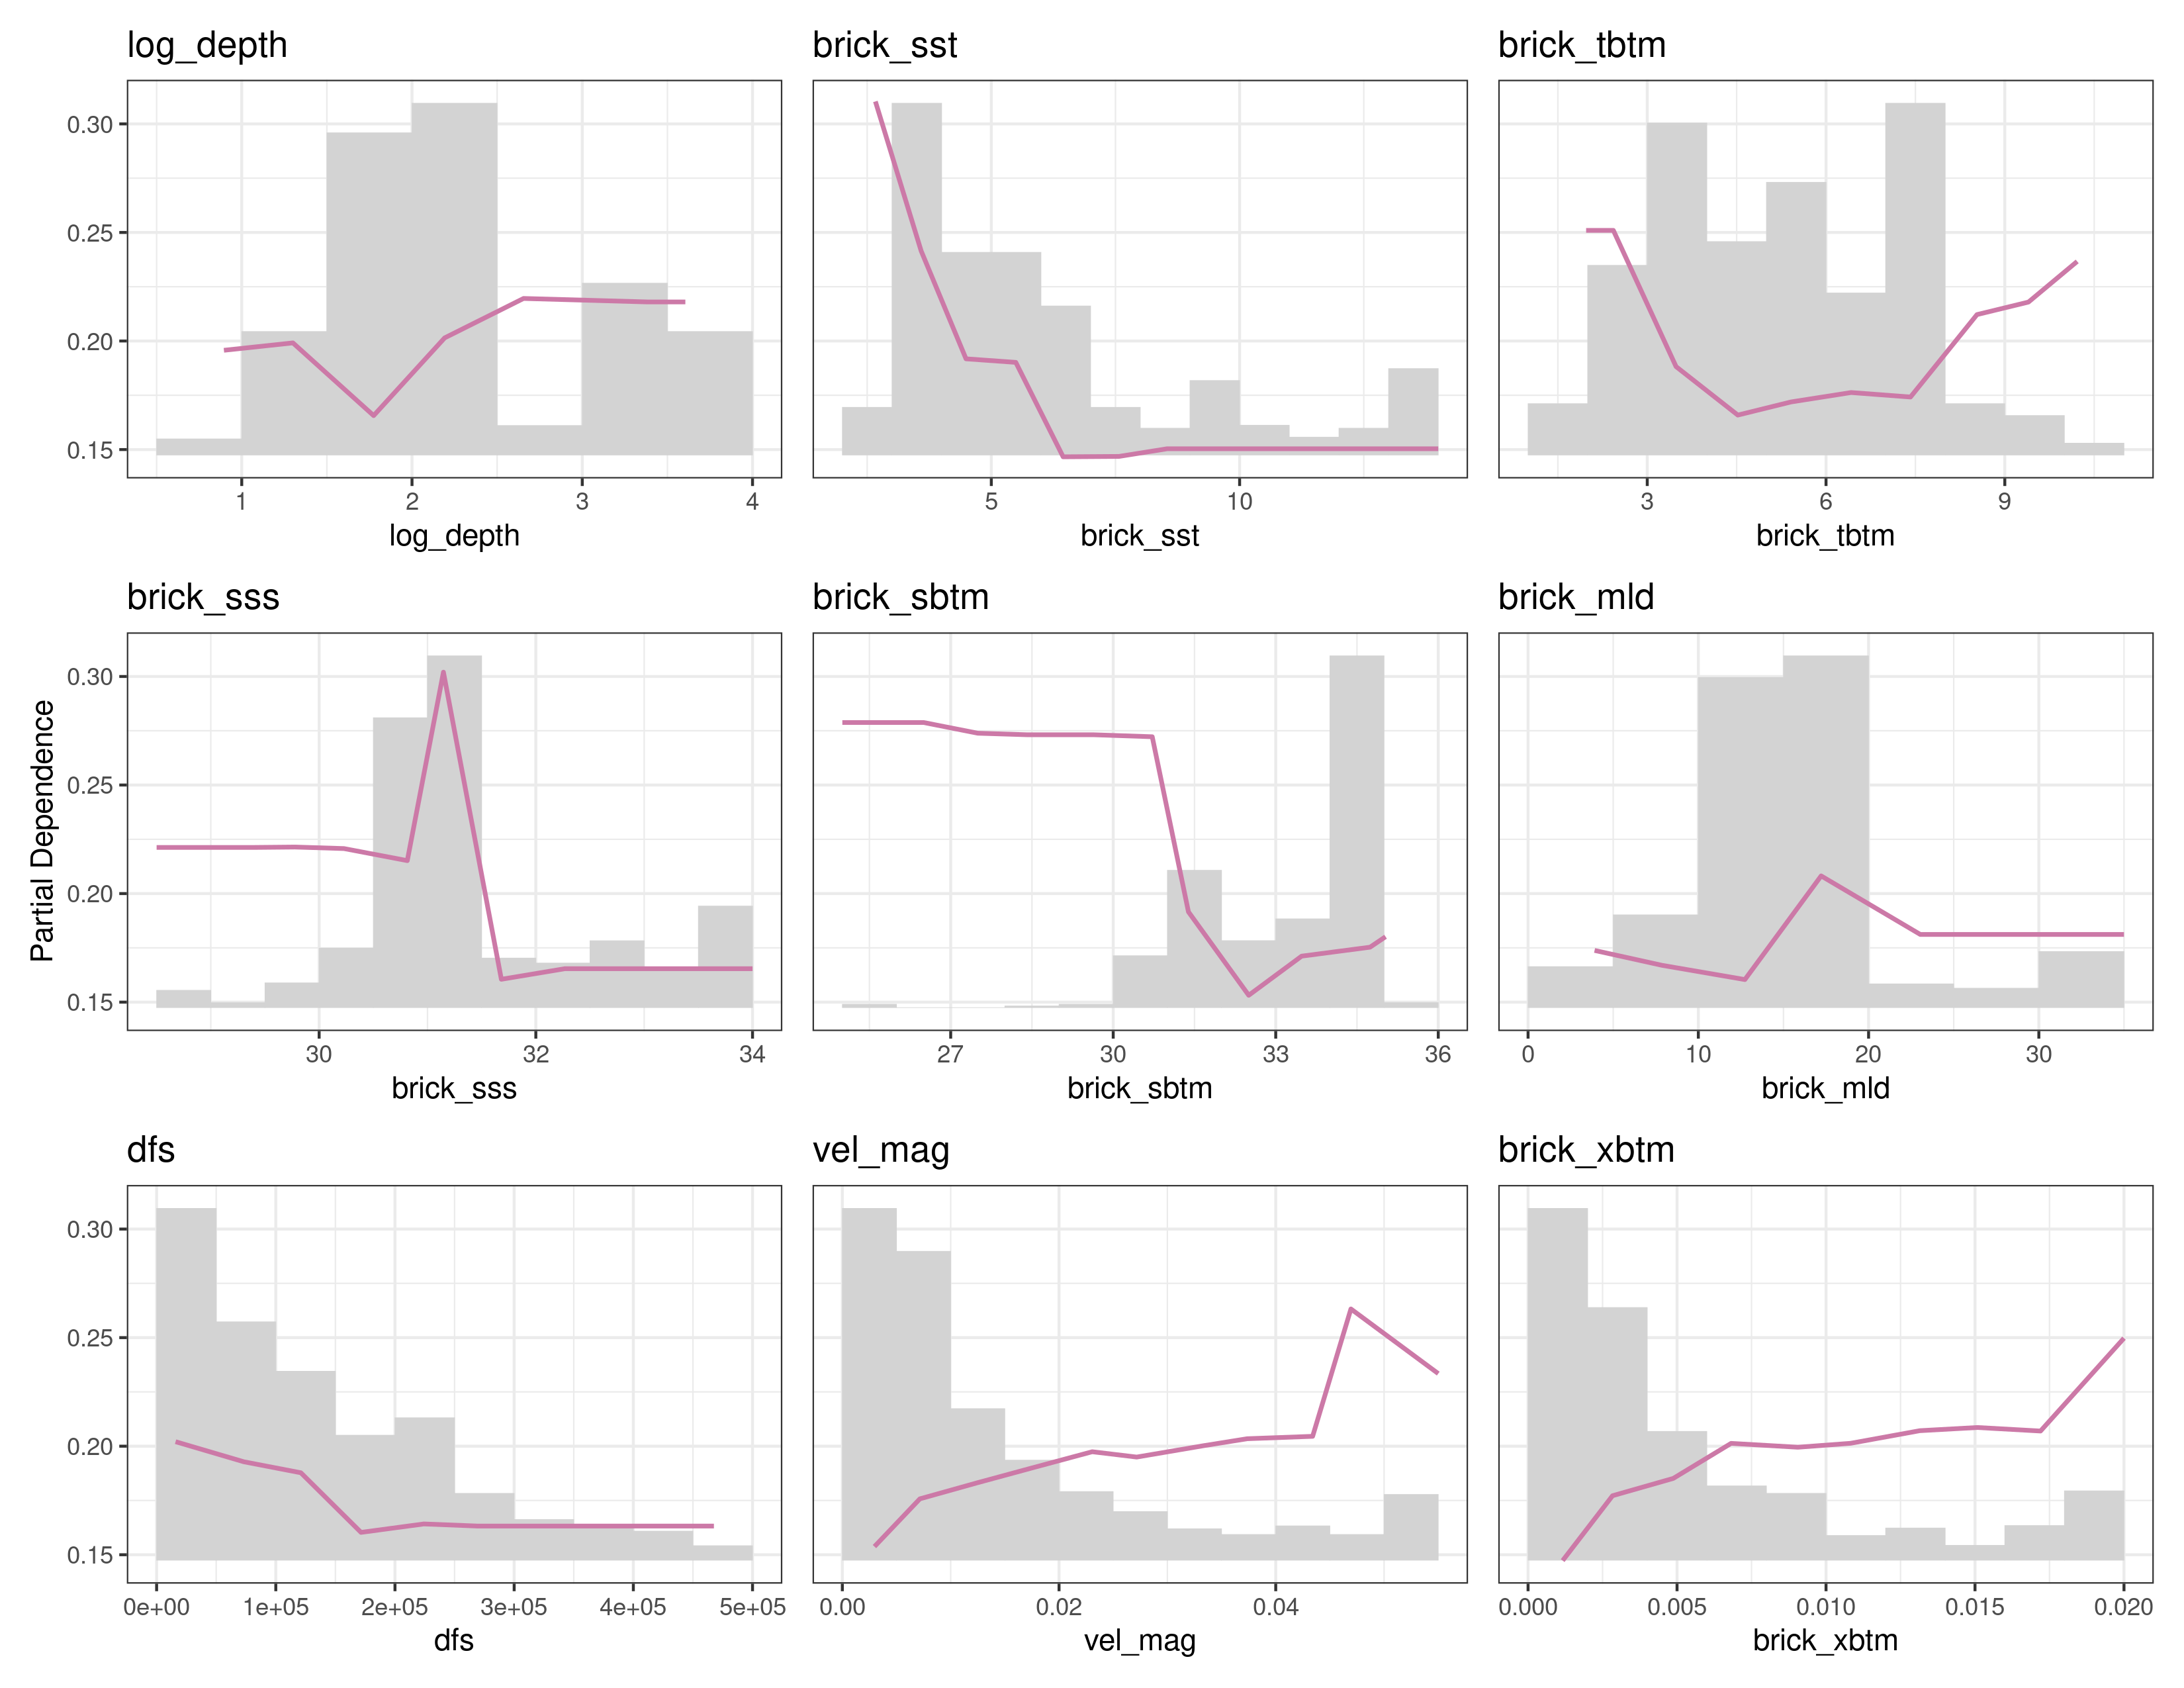 log_depth
brick_sst
brick_tbtm
0.30
0.25
0.20
0.15
1 2 3 4
5 10
3 6 9
log_depth
brick_sst
brick_tbtm
brick_sss
brick_sbtm
brick_mld
Partial Dependence
0.30
0.25
0.20
0.15
30 32 34
27 30 33 36
0 10 20 30
brick_sss
brick_sbtm
brick_mld
dfs
vel_mag
brick_xbtm
0.30
0.25
0.20
0.15
0e+00 1e+05 2e+05 3e+05 4e+05 5e+05
0.00 0.02 0.04
0.000 0.005 0.010 0.015 0.020
dfs
vel_mag
brick_xbtm